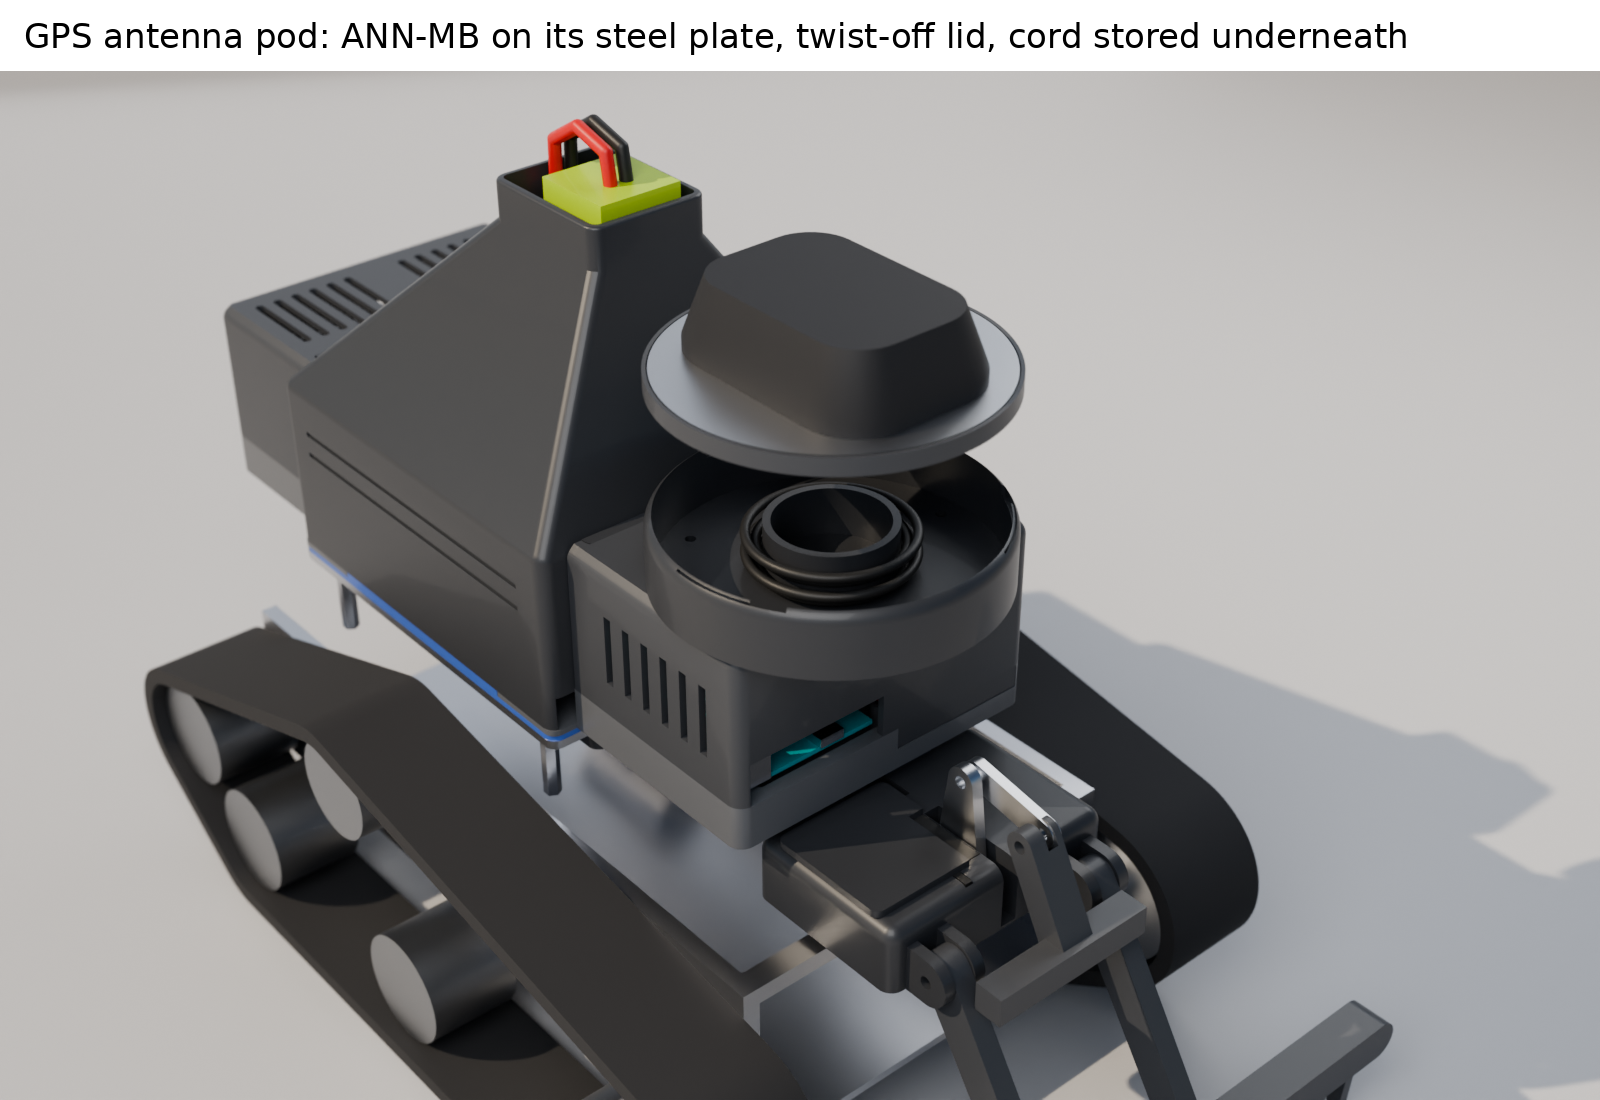 GPS antenna pod: ANN-MB on its steel plate, twist-off lid, cord stored underneath